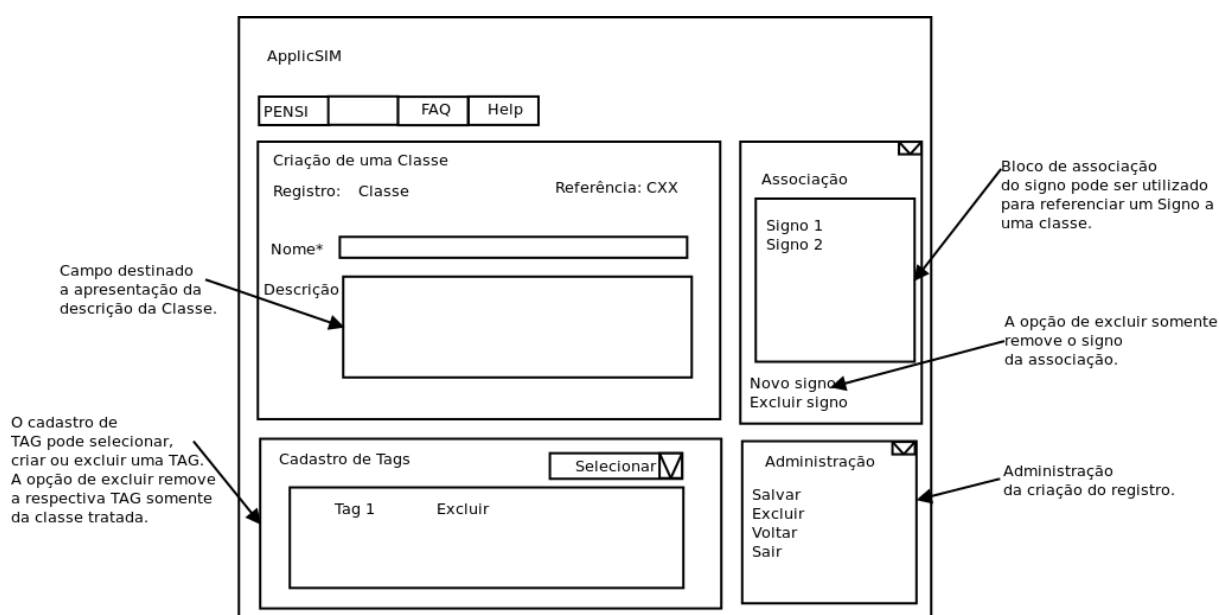 ApplicSIM
PENSI
FAQ
Help
Criação de uma Classe
Registro: Classe
Referência: CXX
Nome*
Descrição
Campo destinado
a apresentação da
descrição da Classe.
Associação
Signo 1
Signo 2
Novo signo
Excluir signo
Bloco de associação
do signo pode ser utilizado
para referenciar um Signo a
uma classe.
A opção de excluir somente
remove o signo
da associação.
O cadastro de
TAG pode selecionar,
criar ou excluir uma TAG.
A opção de excluir remove
a respectiva TAG somente
da classe tratada.
Cadastro de Tags
Selecionar
Tag 1 Excluir
Administração
Salvar
Excluir
Voltar
Sair
Administração
da criação do registro.